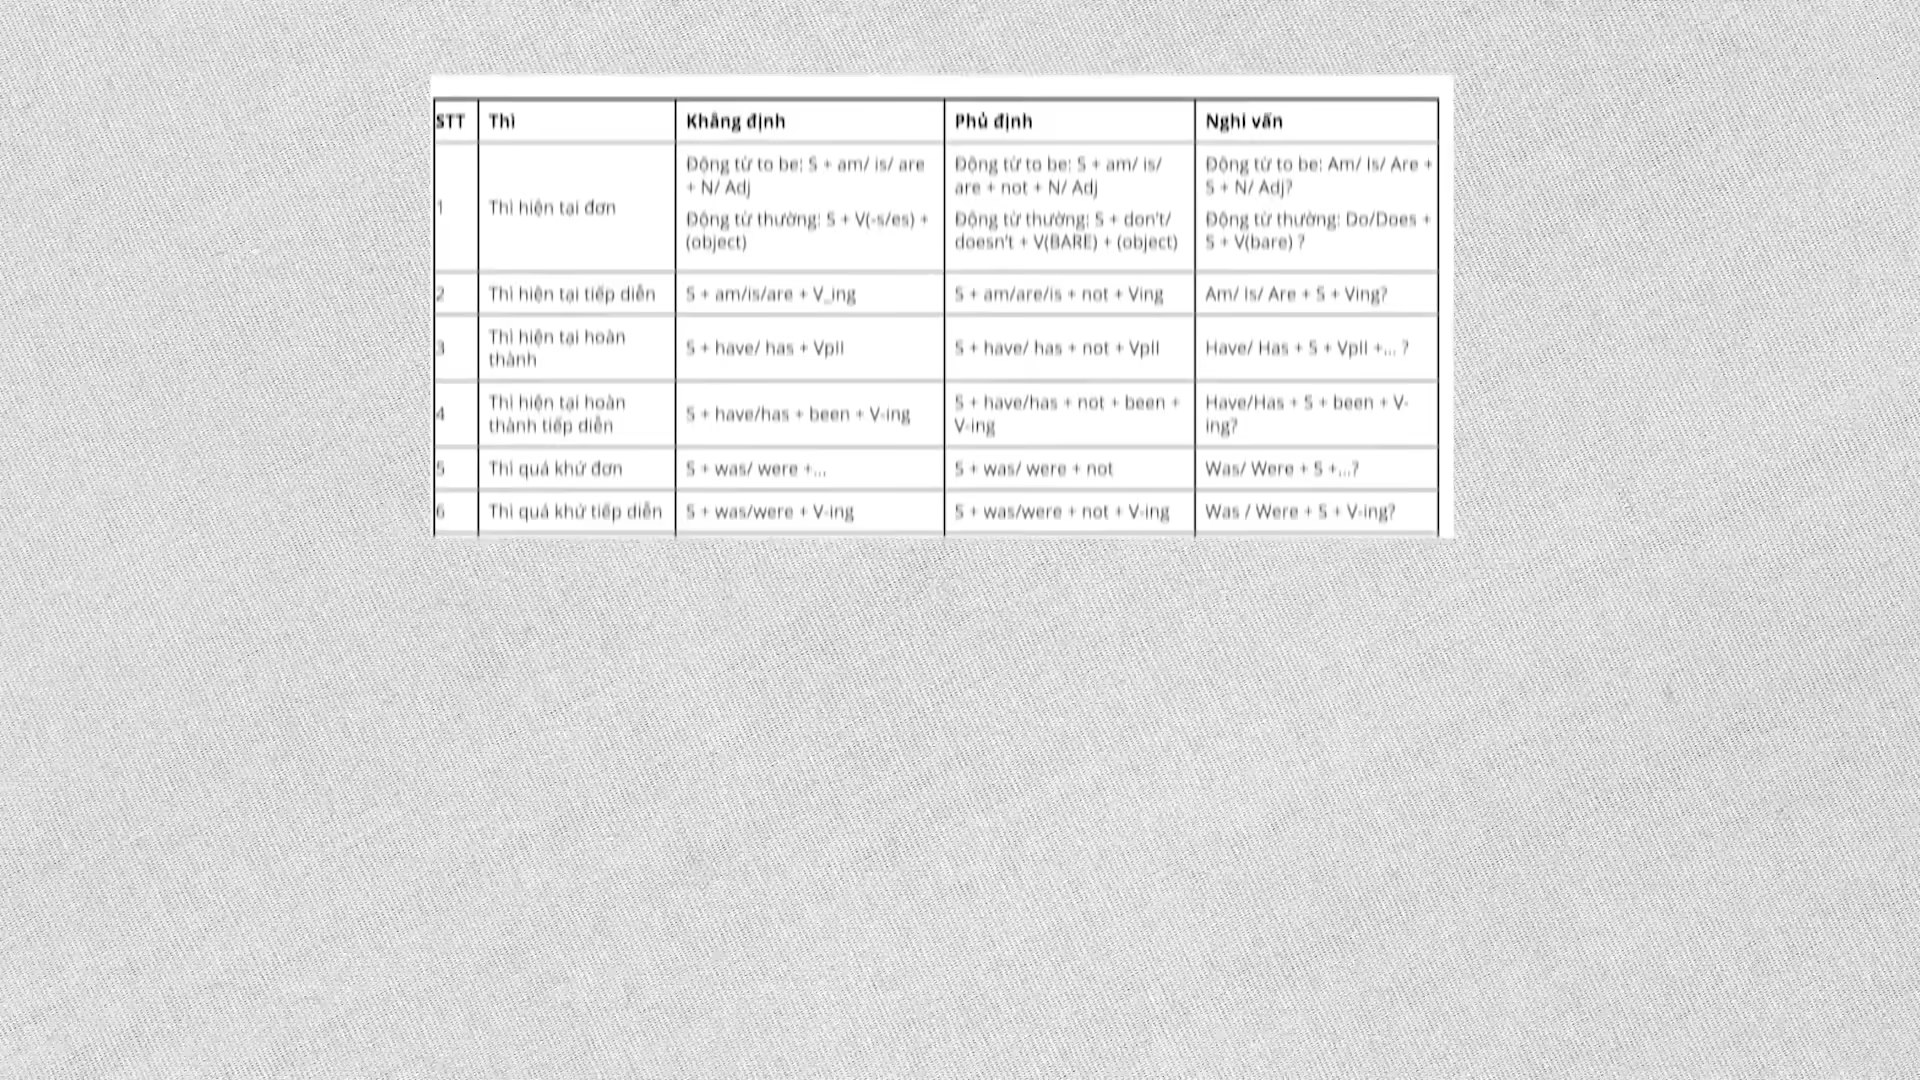 STT Thì Khẳng định Phủ định Nghi vấn
1 Thì hiện tại đơn
Động từ to be: S + am/ is/ are
+ N/ Adj
Động từ thường: S + V(-s/es) +
(object)
Động từ to be: S + am/ is/
are + not + N/ Adj
Động từ thường: S + don't/
doesn't + V(BARE) + (object)
Động từ to be: Am/ Is/ Are +
S + N/ Adj?
Động từ thường: Do/Does +
S + V(bare) ?
2 Thì hiện tại tiếp diễn S + am/is/are + V_ing S + am/are/is + not + Ving Am/ Is/ Are + S + Ving?
3 Thì hiện tại hoàn
thành
S + have/ has + VpII S + have/ has + not + VpII Have/ Has + S + VpII +... ?
4 Thì hiện tại hoàn
thành tiếp diễn
S + have/has + been + V-ing
S + have/has + not + been +
V-ing
Have/Has + S + been + V-
ing?
5 Thì quá khứ đơn S + was/ were +... S + was/ were + not Was/ Were + S +...?
6 Thì quá khứ tiếp diễn S + was/were + V-ing S + was/were + not + V-ing Was / Were + S + V-ing?